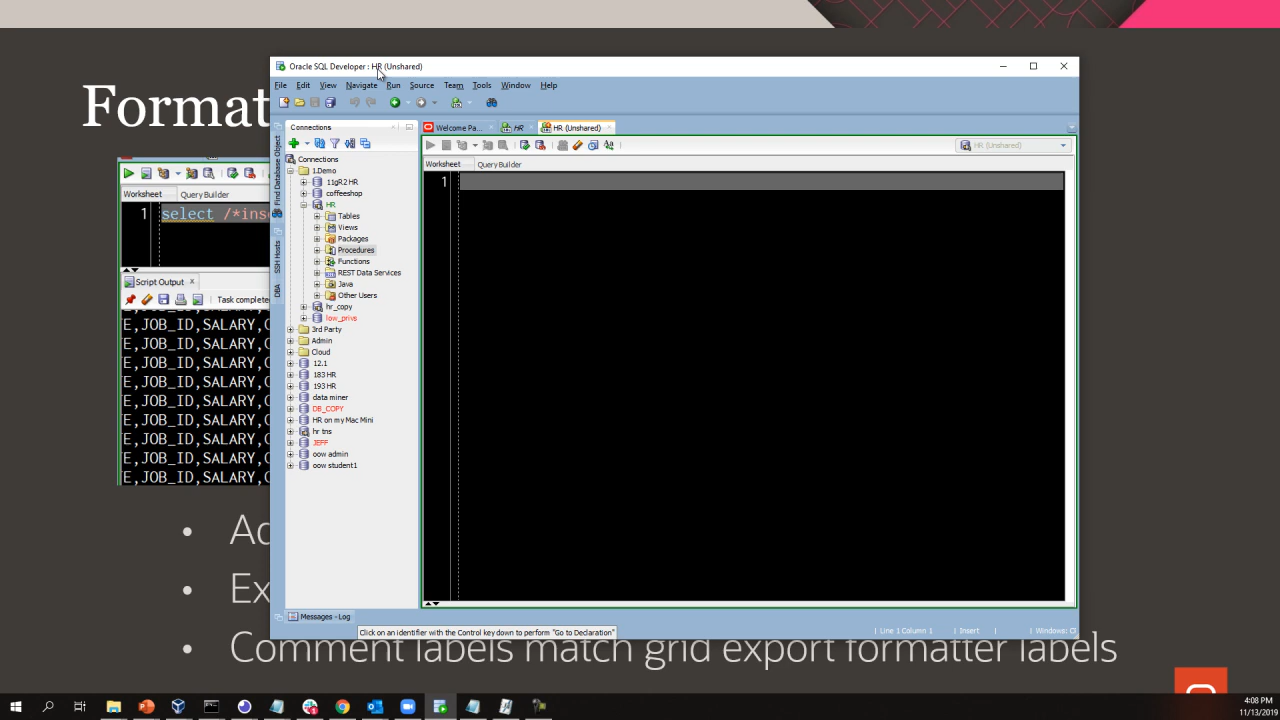 Format
Oracle SQL Developer : HR (Unshared)
File Edit View Navigate Run Source Team Tools Window Help
Connections
Welcome Pa...
HR
HR (Unshared)
HR (Unshared)
Worksheet Query Builder
1
Find Database Object
SSH Hosts
DBA
Connections
1.Demo
11gR2 HR
coffeeshop
HR
Tables
Views
Packages
Procedures
Functions
REST Data Services
Java
Other Users
hr_copy
low_privs
3rd Party
Admin
Cloud
12.1
183 HR
193 HR
data miner
DB_COPY
HR on my Mac Mini
hr tns
JEFF
oow admin
oow student1
Messages - Log
Click on an identifier with the Control key down to perform "Go to Declaration"
Line 1 Column 1 Insert Windows: C
Worksheet Query Builder
1 select /*ins
Script Output
Task complete
E,JOB_ID,SALARY,C
E,JOB_ID,SALARY,C
E,JOB_ID,SALARY,C
E,JOB_ID,SALARY,C
E,JOB_ID,SALARY,C
E,JOB_ID,SALARY,C
E,JOB_ID,SALARY,C
E,JOB_ID,SALARY,C
E,JOB_ID,SALARY,C
• Ad
• Ex
• Comment labels match grid export formatter labels
4:08 PM
11/13/2019